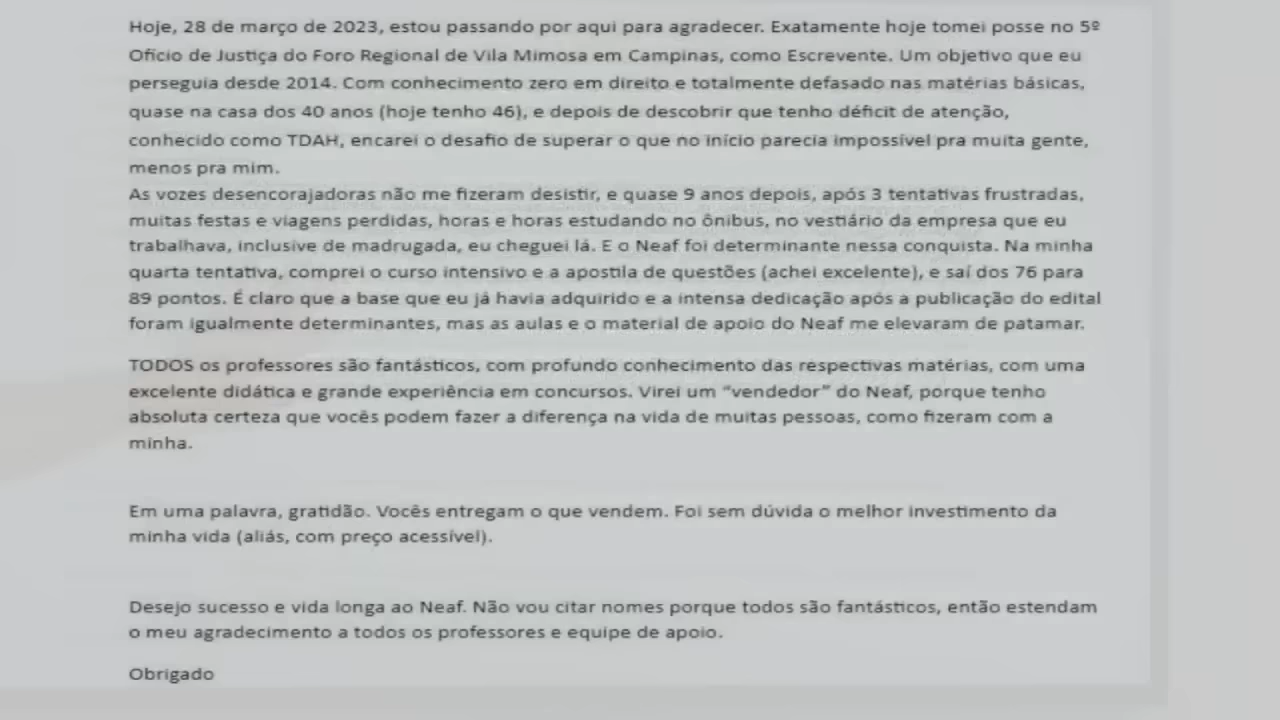 Hoje, 28 de março de 2023, estou passando por aqui para agradecer. Exatamente hoje tomei posse no 5º
Ofício de Justiça do Foro Regional de Vila Mimosa em Campinas, como Escrevente. Um objetivo que eu
perseguia desde 2014. Com conhecimento zero em direito e totalmente defasado nas matérias básicas,
quase na casa dos 40 anos (hoje tenho 46), e depois de descobrir que tenho déficit de atenção,
conhecido como TDAH, encarei o desafio de superar o que no início parecia impossível pra muita gente,
menos pra mim.
As vozes desencorajadoras não me fizeram desistir, e quase 9 anos depois, após 3 tentativas frustradas,
muitas festas e viagens perdidas, horas e horas estudando no ônibus, no vestiário da empresa que eu
trabalhava, inclusive de madrugada, eu cheguei lá. E o Neaf foi determinante nessa conquista. Na minha
quarta tentativa, comprei o curso intensivo e a apostila de questões (achei excelente), e saí dos 76 para
89 pontos. É claro que a base que eu já havia adquirido e a intensa dedicação após a publicação do edital
foram igualmente determinantes, mas as aulas e o material de apoio do Neaf me elevaram de patamar.
TODOS os professores são fantásticos, com profundo conhecimento das respectivas matérias, com uma
excelente didática e grande experiência em concursos. Virei um “vendedor” do Neaf, porque tenho
absoluta certeza que vocês podem fazer a diferença na vida de muitas pessoas, como fizeram com a
minha.
Em uma palavra, gratidão. Vocês entregam o que vendem. Foi sem dúvida o melhor investimento da
minha vida (aliás, com preço acessível).
Desejo sucesso e vida longa ao Neaf. Não vou citar nomes porque todos são fantásticos, então estendam
o meu agradecimento a todos os professores e equipe de apoio.
Obrigado